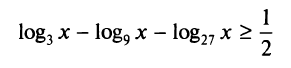 log₃ x − log₉ x − log₂₇ x ≥ 1/2